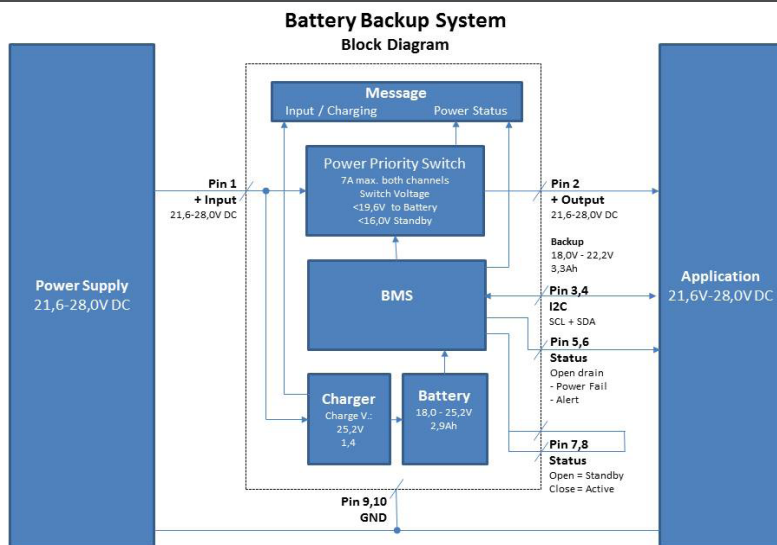 Battery Backup System
Block Diagram
Message
Input / Charging
Power Status
Power Priority Switch
7A max. both channels
Switch Voltage
<19,6V to Battery
<16,0V Standby
Pin 1
+ Input
21,6-28,0V DC
Pin 2
+ Output
21,6-28,0V DC
Backup
18,0V - 22,2V
3,3Ah
Power Supply
21,6-28,0V DC
BMS
Application
21,6V-28,0V DC
Pin 3,4
I2C
SCL + SDA
Pin 5,6
Status
Open drain
- Power Fail
- Alert
Charger
Charge V.:
25,2V
1,4
Battery
18,0 - 25,2V
2,9Ah
Pin 7,8
Status
Open = Standby
Close = Active
Pin 9,10
GND